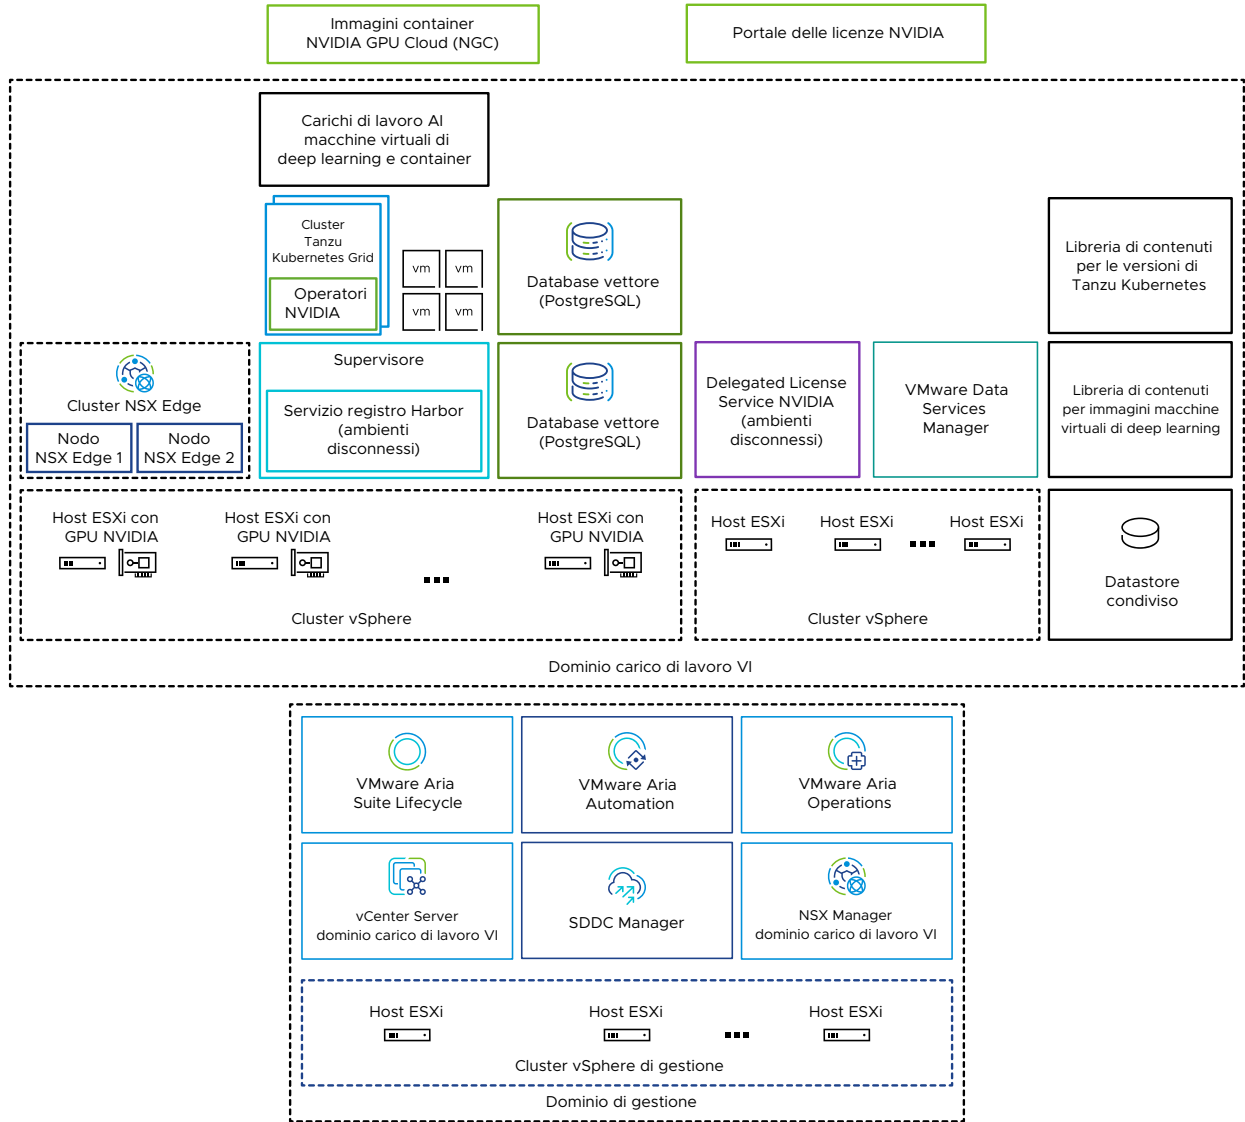 Immagini container
NVIDIA GPU Cloud (NGC)
Portale delle licenze NVIDIA
Carichi di lavoro AI
macchine virtuali di
deep learning e container
Cluster
Tanzu
Kubernetes Grid
Operatori
NVIDIA
vm
vm
vm
vm
Database vettore
(PostgreSQL)
Libreria di contenuti
per le versioni di
Tanzu Kubernetes
Cluster NSX Edge
Nodo
NSX Edge 1
Nodo
NSX Edge 2
Supervisore
Servizio registro Harbor
(ambienti
disconnessi)
Database vettore
(PostgreSQL)
Delegated License
Service NVIDIA
(ambienti
disconnessi)
VMware Data
Services
Manager
Libreria di contenuti
per immagini macchine
virtuali di deep learning
Host ESXi con
GPU NVIDIA
Host ESXi con
GPU NVIDIA
Host ESXi con
GPU NVIDIA
Cluster vSphere
Host ESXi
Host ESXi
Host ESXi
Cluster vSphere
Datastore
condiviso
Dominio carico di lavoro VI
VMware Aria
Suite Lifecycle
VMware Aria
Automation
VMware Aria
Operations
vCenter Server
dominio carico di lavoro VI
SDDC Manager
NSX Manager
dominio carico di lavoro VI
Host ESXi
Host ESXi
Host ESXi
Cluster vSphere di gestione
Dominio di gestione